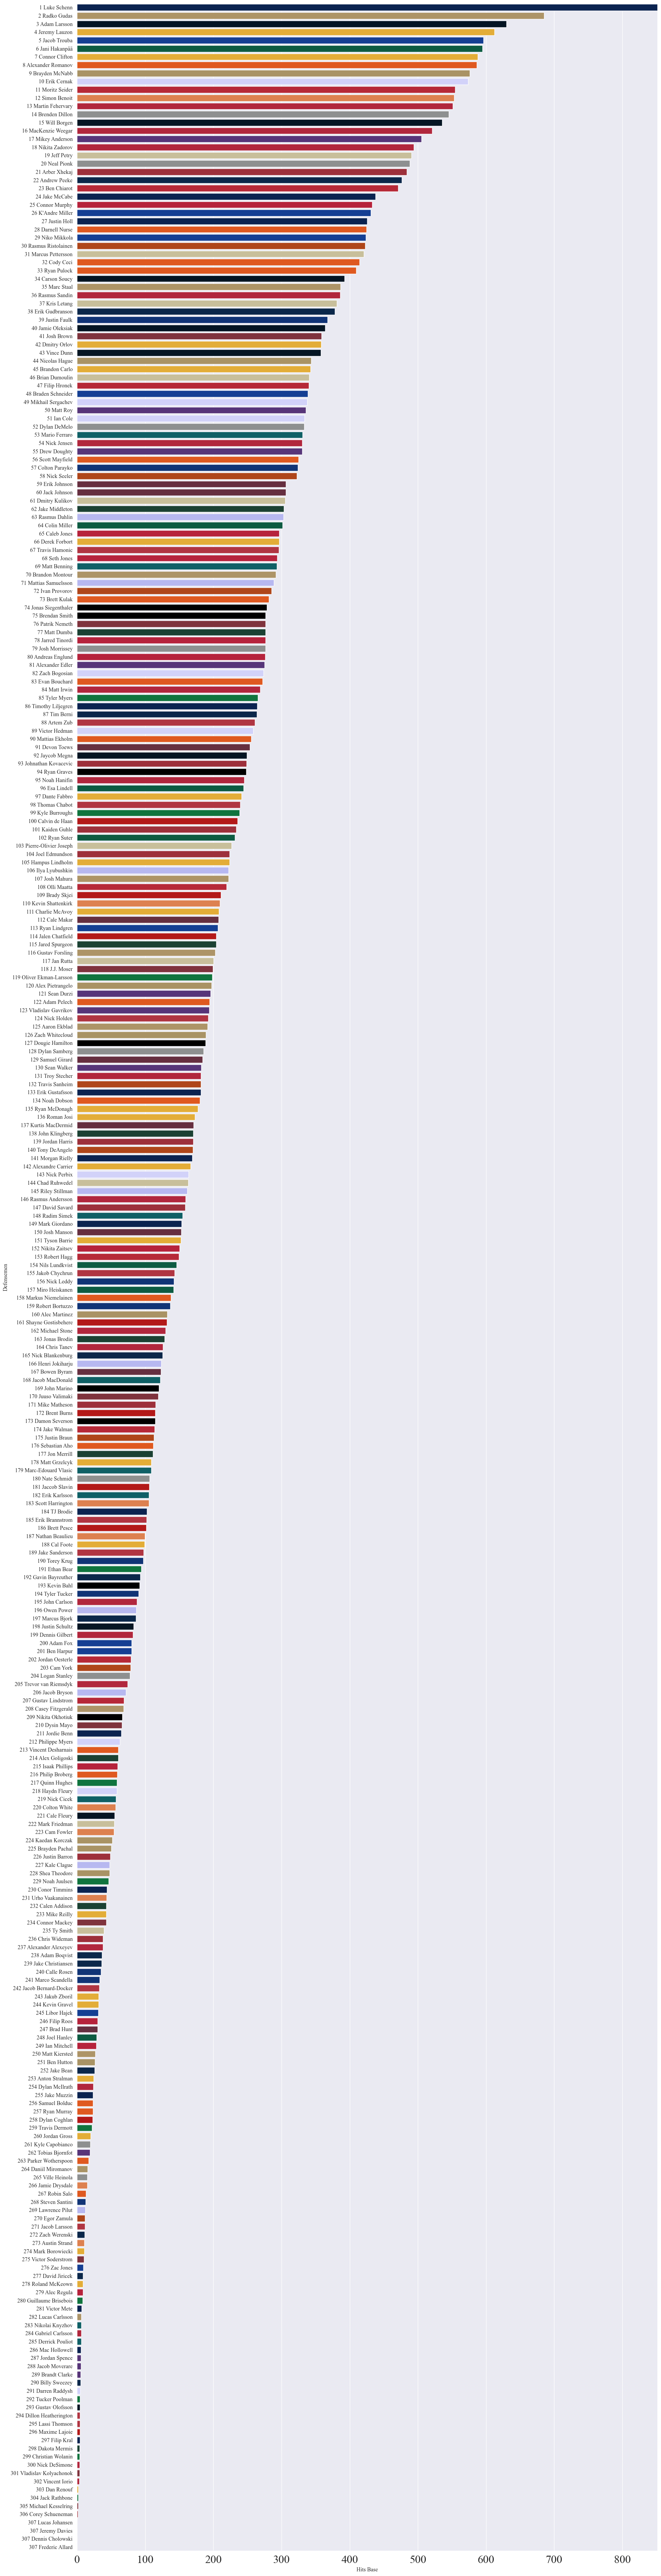 1 Luke Schenn
2 Radko Gudas
3 Adam Larsson
4 Jeremy Lauzon
5 Jacob Trouba
6 Jani Hakanpää
7 Connor Clifton
8 Alexander Romanov
9 Brayden McNabb
10 Erik Cernak
11 Moritz Seider
12 Simon Benoit
13 Martin Fehervary
14 Brenden Dillon
15 Will Borgen
16 MacKenzie Weegar
17 Mikey Anderson
18 Nikita Zadorov
19 Jeff Petry
20 Neal Pionk
21 Arber Xhekaj
22 Andrew Peeke
23 Ben Chiarot
24 Jake McCabe
25 Connor Murphy
26 K'Andre Miller
27 Justin Holl
28 Darnell Nurse
29 Niko Mikkola
30 Rasmus Ristolainen
31 Marcus Pettersson
32 Cody Ceci
33 Ryan Pulock
34 Carson Soucy
35 Marc Staal
36 Rasmus Sandin
37 Kris Letang
38 Erik Gudbranson
39 Justin Faulk
40 Jamie Oleksiak
41 Josh Brown
42 Dmitry Orlov
43 Vince Dunn
44 Nicolas Hague
45 Brandon Carlo
46 Brian Dumoulin
47 Filip Hronek
48 Braden Schneider
49 Mikhail Sergachev
50 Matt Roy
51 Ian Cole
52 Dylan DeMelo
53 Mario Ferraro
54 Nick Jensen
55 Drew Doughty
56 Scott Mayfield
57 Colton Parayko
58 Nick Seeler
59 Erik Johnson
60 Jack Johnson
61 Dmitry Kulikov
62 Jake Middleton
63 Rasmus Dahlin
64 Colin Miller
65 Caleb Jones
66 Derek Forbort
67 Travis Hamonic
68 Seth Jones
69 Matt Benning
70 Brandon Montour
71 Mattias Samuelsson
72 Ivan Provorov
73 Brett Kulak
74 Jonas Siegenthaler
75 Brendan Smith
76 Patrik Nemeth
77 Matt Dumba
78 Jarred Tinordi
79 Josh Morrissey
80 Andreas Englund
81 Alexander Edler
82 Zach Bogosian
83 Evan Bouchard
84 Matt Irwin
85 Tyler Myers
86 Timothy Liljegren
87 Tim Berni
88 Artem Zub
89 Victor Hedman
90 Mattias Ekholm
91 Devon Toews
92 Jaycob Megna
93 Johnathan Kovacevic
94 Ryan Graves
95 Noah Hanifin
96 Esa Lindell
97 Dante Fabbro
98 Thomas Chabot
99 Kyle Burroughs
100 Calvin de Haan
101 Kaiden Guhle
102 Ryan Suter
103 Pierre-Olivier Joseph
104 Joel Edmundson
105 Hampus Lindholm
106 Ilya Lyubushkin
107 Josh Mahura
108 Olli Maatta
109 Brady Skjei
110 Kevin Shattenkirk
111 Charlie McAvoy
112 Cale Makar
113 Ryan Lindgren
114 Jalen Chatfield
115 Jared Spurgeon
116 Gustav Forsling
117 Jan Rutta
118 J.J. Moser
119 Oliver Ekman-Larsson
120 Alex Pietrangelo
121 Sean Durzi
122 Adam Pelech
123 Vladislav Gavrikov
124 Nick Holden
125 Aaron Ekblad
126 Zach Whitecloud
127 Dougie Hamilton
128 Dylan Samberg
129 Samuel Girard
130 Sean Walker
131 Troy Stecher
132 Travis Sanheim
133 Erik Gustafsson
134 Noah Dobson
135 Ryan McDonagh
136 Roman Josi
137 Kurtis MacDermid
138 John Klingberg
139 Jordan Harris
140 Tony DeAngelo
141 Morgan Rielly
142 Alexandre Carrier
143 Nick Perbix
144 Chad Ruhwedel
145 Riley Stillman
146 Rasmus Andersson
147 David Savard
148 Radim Simek
149 Mark Giordano
150 Josh Manson
151 Tyson Barrie
152 Nikita Zaitsev
153 Robert Hagg
154 Nils Lundkvist
155 Jakob Chychrun
156 Nick Leddy
157 Miro Heiskanen
158 Markus Niemelainen
159 Robert Bortuzzo
160 Alec Martinez
161 Shayne Gostisbehere
162 Michael Stone
163 Jonas Brodin
164 Chris Tanev
165 Nick Blankenburg
166 Henri Jokiharju
167 Bowen Byram
168 Jacob MacDonald
169 John Marino
170 Juuso Valimaki
171 Mike Matheson
172 Brent Burns
173 Damon Severson
174 Jake Walman
175 Justin Braun
176 Sebastian Aho
177 Jon Merrill
178 Matt Grzelcyk
179 Marc-Edouard Vlasic
180 Nate Schmidt
181 Jaccob Slavin
182 Erik Karlsson
183 Scott Harrington
184 TJ Brodie
185 Erik Brannstrom
186 Brett Pesce
187 Nathan Beaulieu
188 Cal Foote
189 Jake Sanderson
190 Torey Krug
191 Ethan Bear
192 Gavin Bayreuther
193 Kevin Bahl
194 Tyler Tucker
195 John Carlson
196 Owen Power
197 Marcus Bjork
198 Justin Schultz
199 Dennis Gilbert
200 Adam Fox
201 Ben Harpur
202 Jordan Oesterle
203 Cam York
204 Logan Stanley
205 Trevor van Riemsdyk
206 Jacob Bryson
207 Gustav Lindstrom
208 Casey Fitzgerald
209 Nikita Okhotiuk
210 Dysin Mayo
211 Jordie Benn
212 Philippe Myers
213 Vincent Desharnais
214 Alex Goligoski
215 Isaak Phillips
216 Philip Broberg
217 Quinn Hughes
218 Haydn Fleury
219 Nick Cicek
220 Colton White
221 Cale Fleury
222 Mark Friedman
223 Cam Fowler
224 Kaedan Korczak
225 Brayden Pachal
226 Justin Barron
227 Kale Clague
228 Shea Theodore
229 Noah Juulsen
230 Conor Timmins
231 Urho Vaakanainen
232 Calen Addison
233 Mike Reilly
234 Connor Mackey
235 Ty Smith
236 Chris Wideman
237 Alexander Alexeyev
238 Adam Boqvist
239 Jake Christiansen
240 Calle Rosen
241 Marco Scandella
242 Jacob Bernard-Docker
243 Jakub Zboril
244 Kevin Gravel
245 Libor Hajek
246 Filip Roos
247 Brad Hunt
248 Joel Hanley
249 Ian Mitchell
250 Matt Kiersted
251 Ben Hutton
252 Jake Bean
253 Anton Stralman
254 Dylan McIlrath
255 Jake Muzzin
256 Samuel Bolduc
257 Ryan Murray
258 Dylan Coghlan
259 Travis Dermott
260 Jordan Gross
261 Kyle Capobianco
262 Tobias Bjornfot
263 Parker Wotherspoon
264 Daniil Miromanov
265 Ville Heinola
266 Jamie Drysdale
267 Robin Salo
268 Steven Santini
269 Lawrence Pilut
270 Egor Zamula
271 Jacob Larsson
272 Zach Werenski
273 Austin Strand
274 Mark Borowiecki
275 Victor Soderstrom
276 Zac Jones
277 David Jiricek
278 Roland McKeown
279 Alec Regula
280 Guillaume Brisebois
281 Victor Mete
282 Lucas Carlsson
283 Nikolai Knyzhov
284 Gabriel Carlsson
285 Derrick Pouliot
286 Mac Hollowell
287 Jordan Spence
288 Jacob Moverare
289 Brandt Clarke
290 Billy Sweezey
291 Darren Raddysh
292 Tucker Poolman
293 Gustav Olofsson
294 Dillon Heatherington
295 Lassi Thomson
296 Maxime Lajoie
297 Filip Kral
298 Dakota Mermis
299 Christian Wolanin
300 Nick DeSimone
301 Vladislav Kolyachonok
302 Vincent Iorio
303 Dan Renouf
304 Jack Rathbone
305 Michael Kesselring
306 Corey Schueneman
307 Lucas Johansen
307 Jeremy Davies
307 Dennis Cholowski
307 Frederic Allard
Defensemen
0 100 200 300 400 500 600 700 800
Hits Base